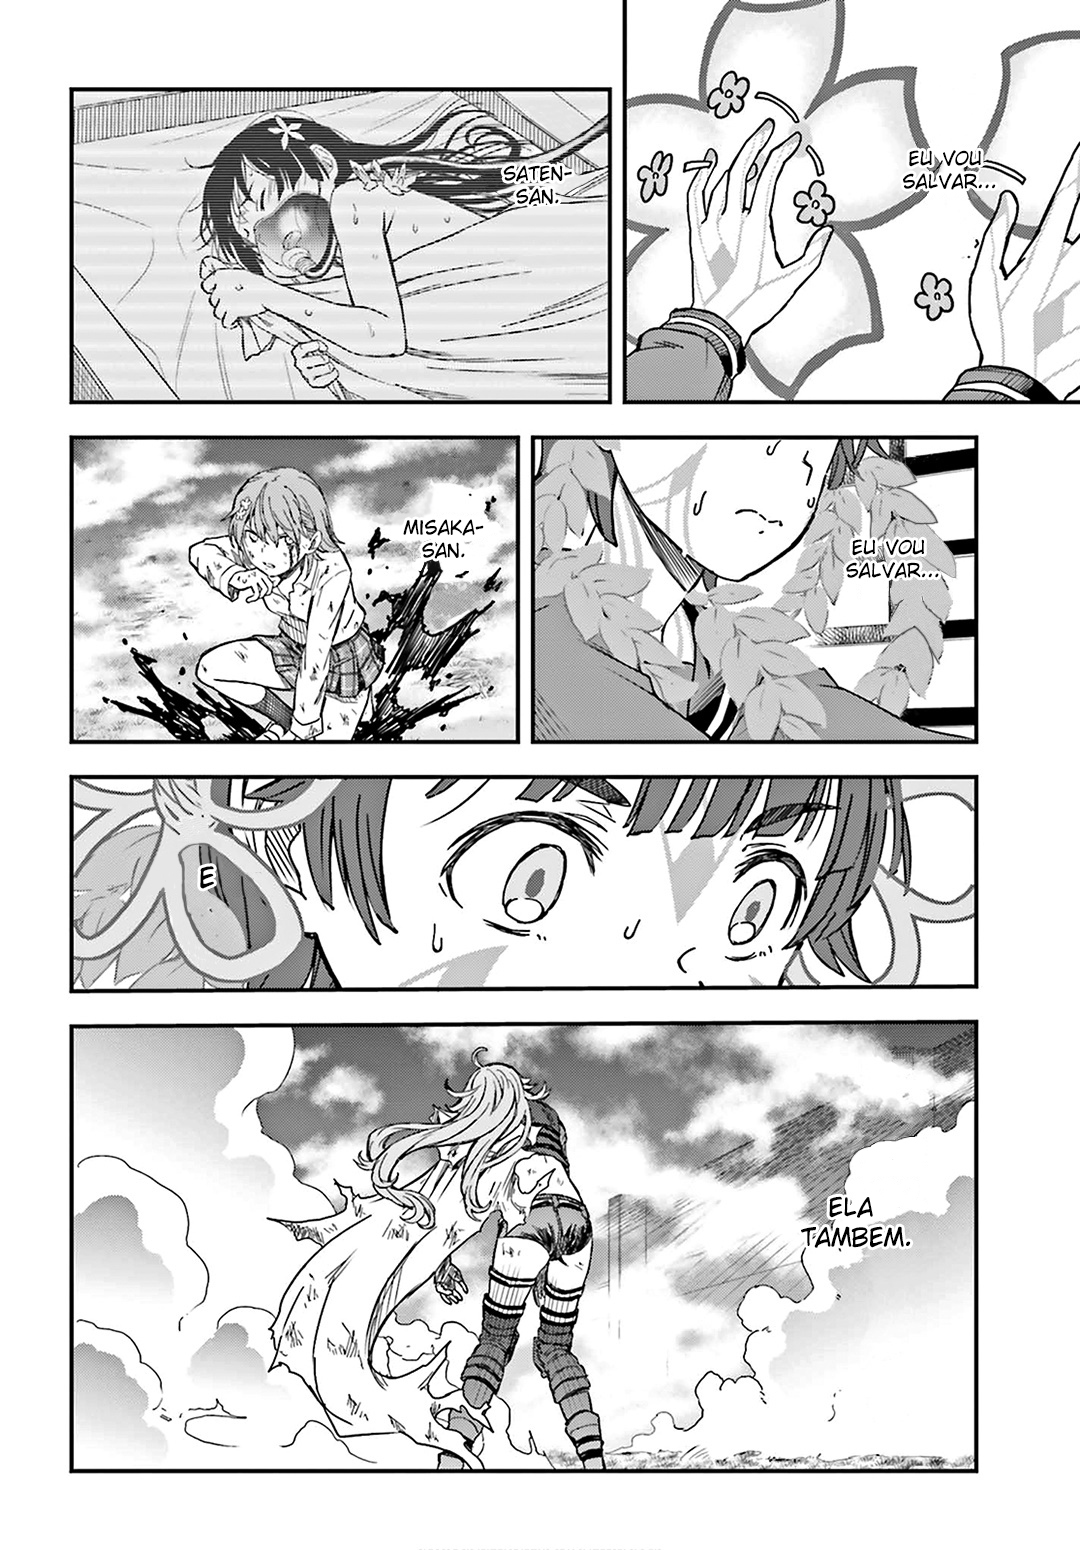 EU VOU
SALVAR...
SATEN-
SAN.
EU VOU
SALVAR...
MISAKA-
SAN.
E
ELA
TAMBEM.